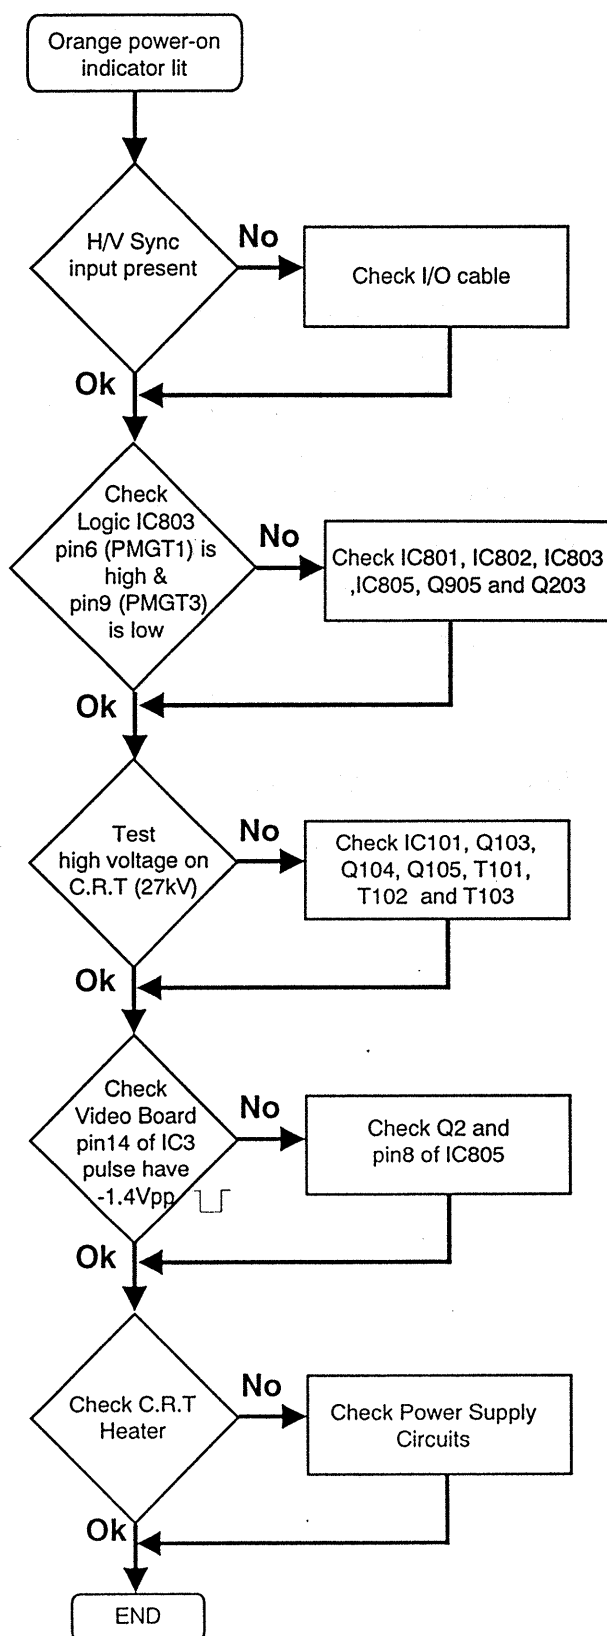 Orange power-on
indicator lit
H/V Sync
input present
No
Check I/O cable
Ok
Check
Logic IC803
pin6 (PMGT1) is
high &
pin9 (PMGT3)
is low
No
Check IC801, IC802, IC803
,IC805, Q905 and Q203
Ok
Test
high voltage on
C.R.T (27kV)
No
Check IC101, Q103,
Q104, Q105, T101,
T102 and T103
Ok
Check
Video Board
pin14 of IC3
pulse have
-1.4Vpp
No
Check Q2 and
pin8 of IC805
Ok
Check C.R.T
Heater
No
Check Power Supply
Circuits
Ok
END